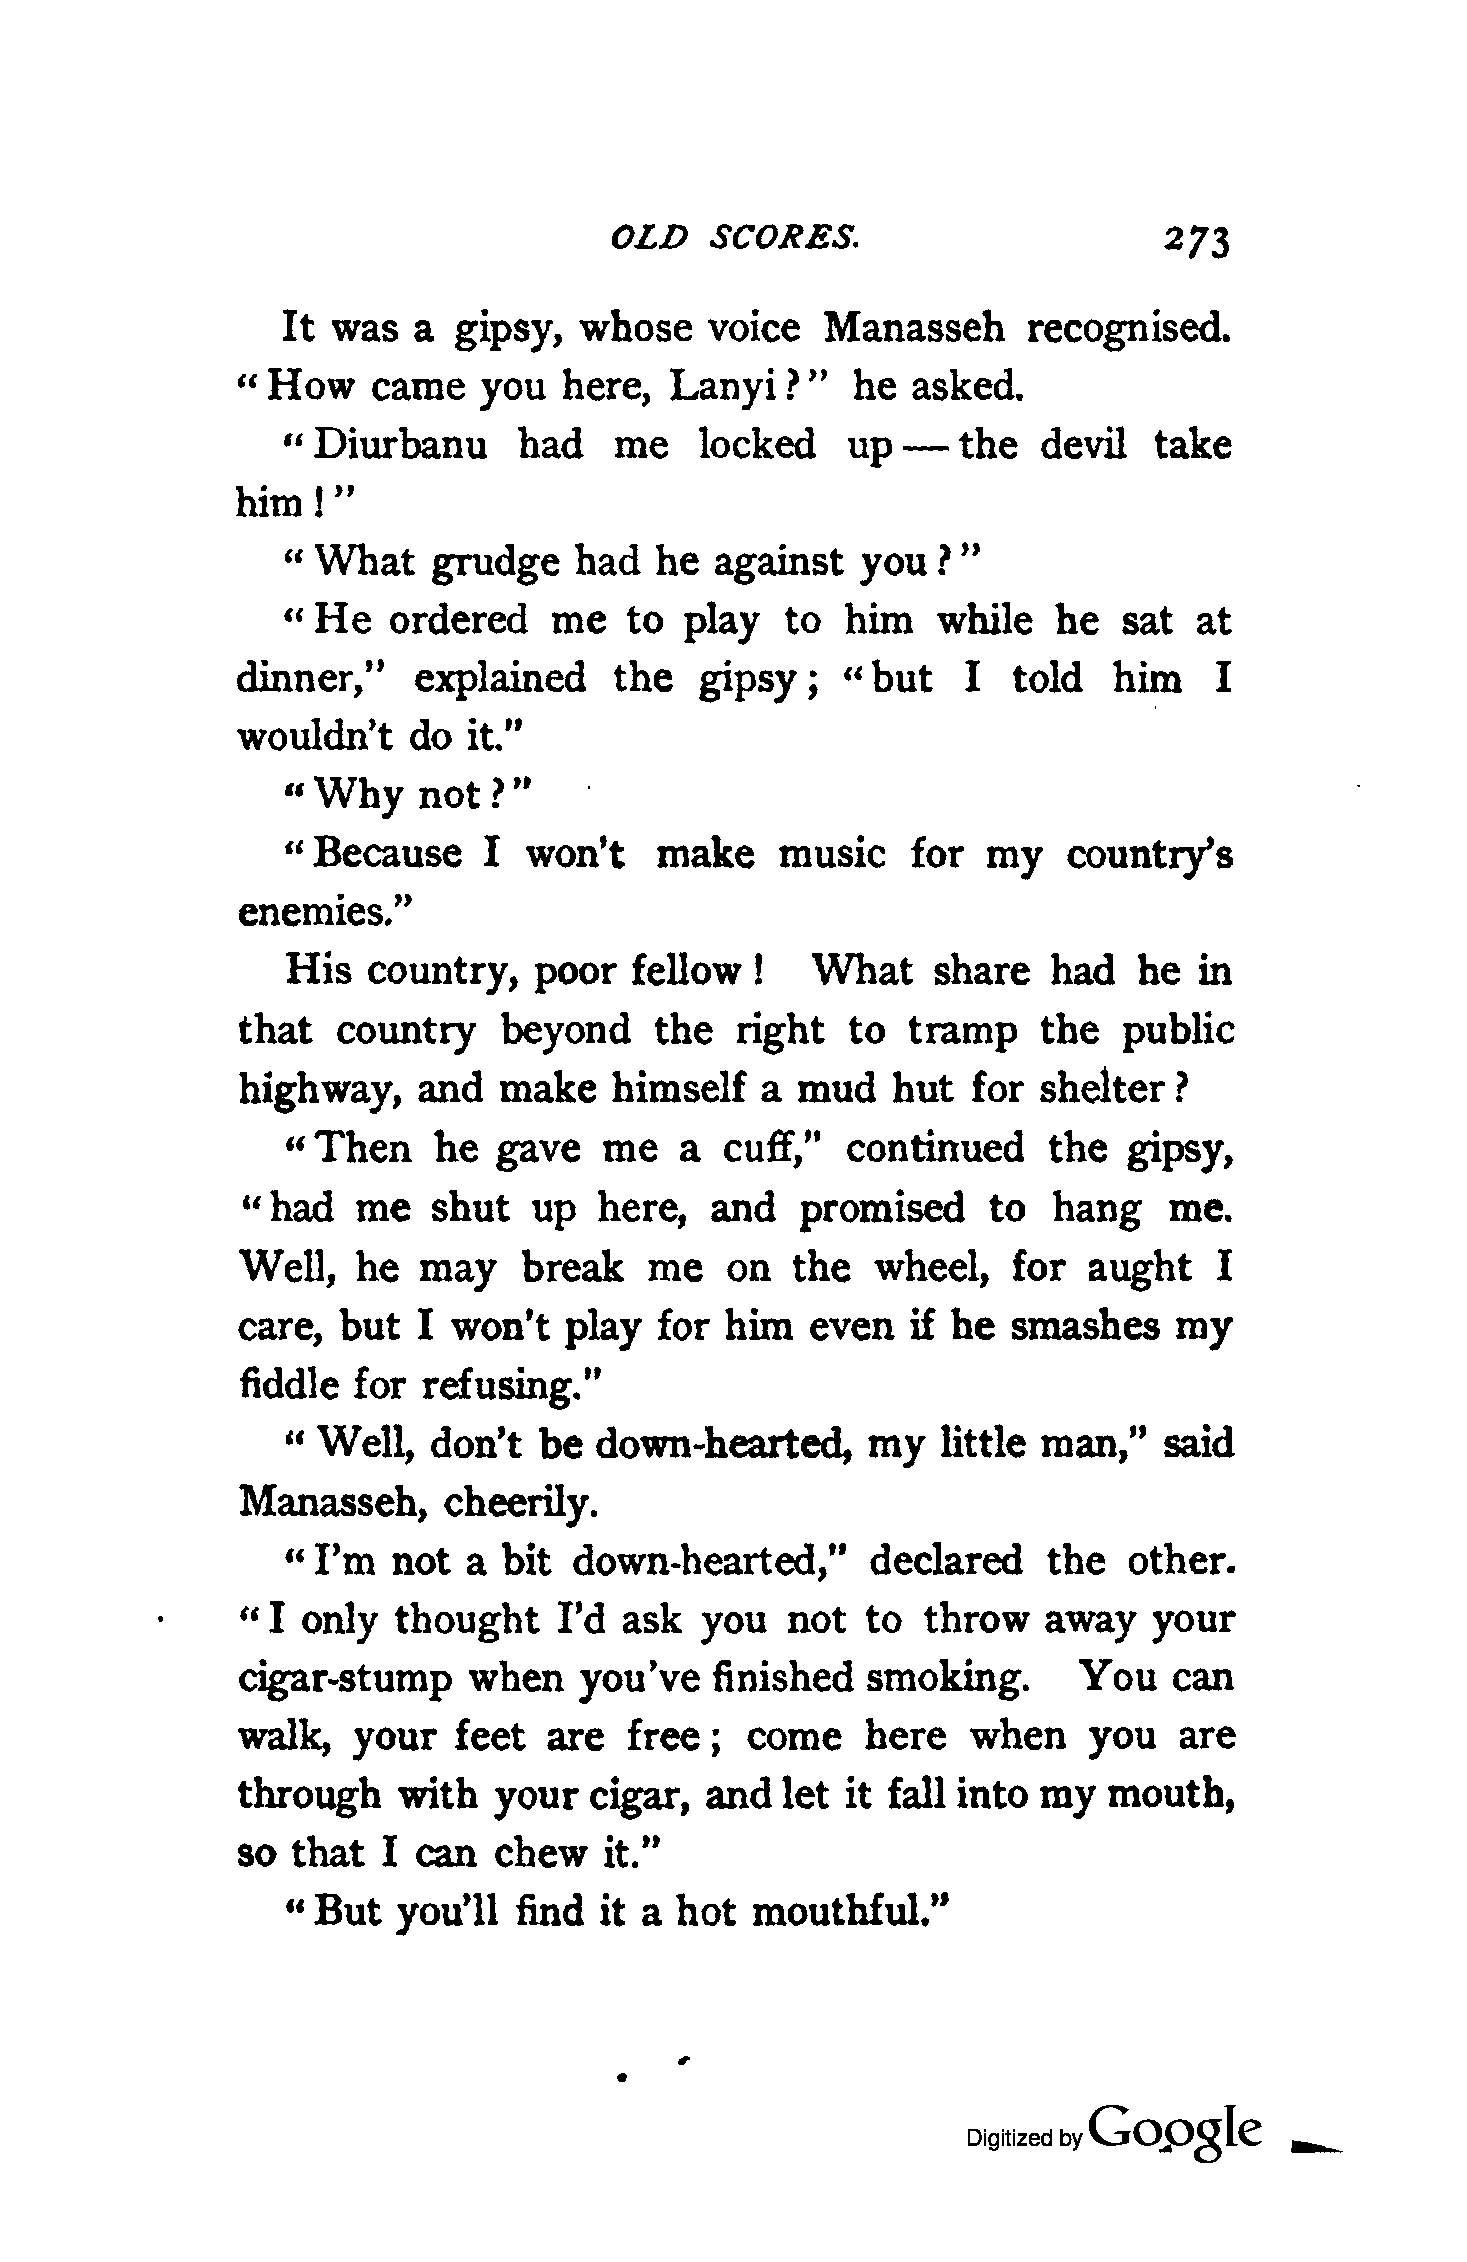 OLD SCORES. 273
It was a gipsy, whose voice Manasseh recognised.
"How came you here, Lanyi?" he asked.
"Diurbanu had me locked up — the devil take
him!"
"What grudge had he against you?"
"He ordered me to play to him while he sat at
dinner," explained the gipsy; "but I told him I
wouldn't do it."
"Why not?"
"Because I won't make music for my country's
enemies."
His country, poor fellow! What share had he in
that country beyond the right to tramp the public
highway, and make himself a mud hut for shelter?
"Then he gave me a cuff," continued the gipsy,
"had me shut up here, and promised to hang me.
Well, he may break me on the wheel, for aught I
care, but I won't play for him even if he smashes my
fiddle for refusing."
"Well, don't be down-hearted, my little man," said
Manasseh, cheerily.
"I'm not a bit down-hearted," declared the other.
"I only thought I'd ask you not to throw away your
cigar-stump when you've finished smoking. You can
walk, your feet are free; come here when you are
through with your cigar, and let it fall into my mouth,
so that I can chew it."
"But you'll find it a hot mouthful."
Digitized by Google